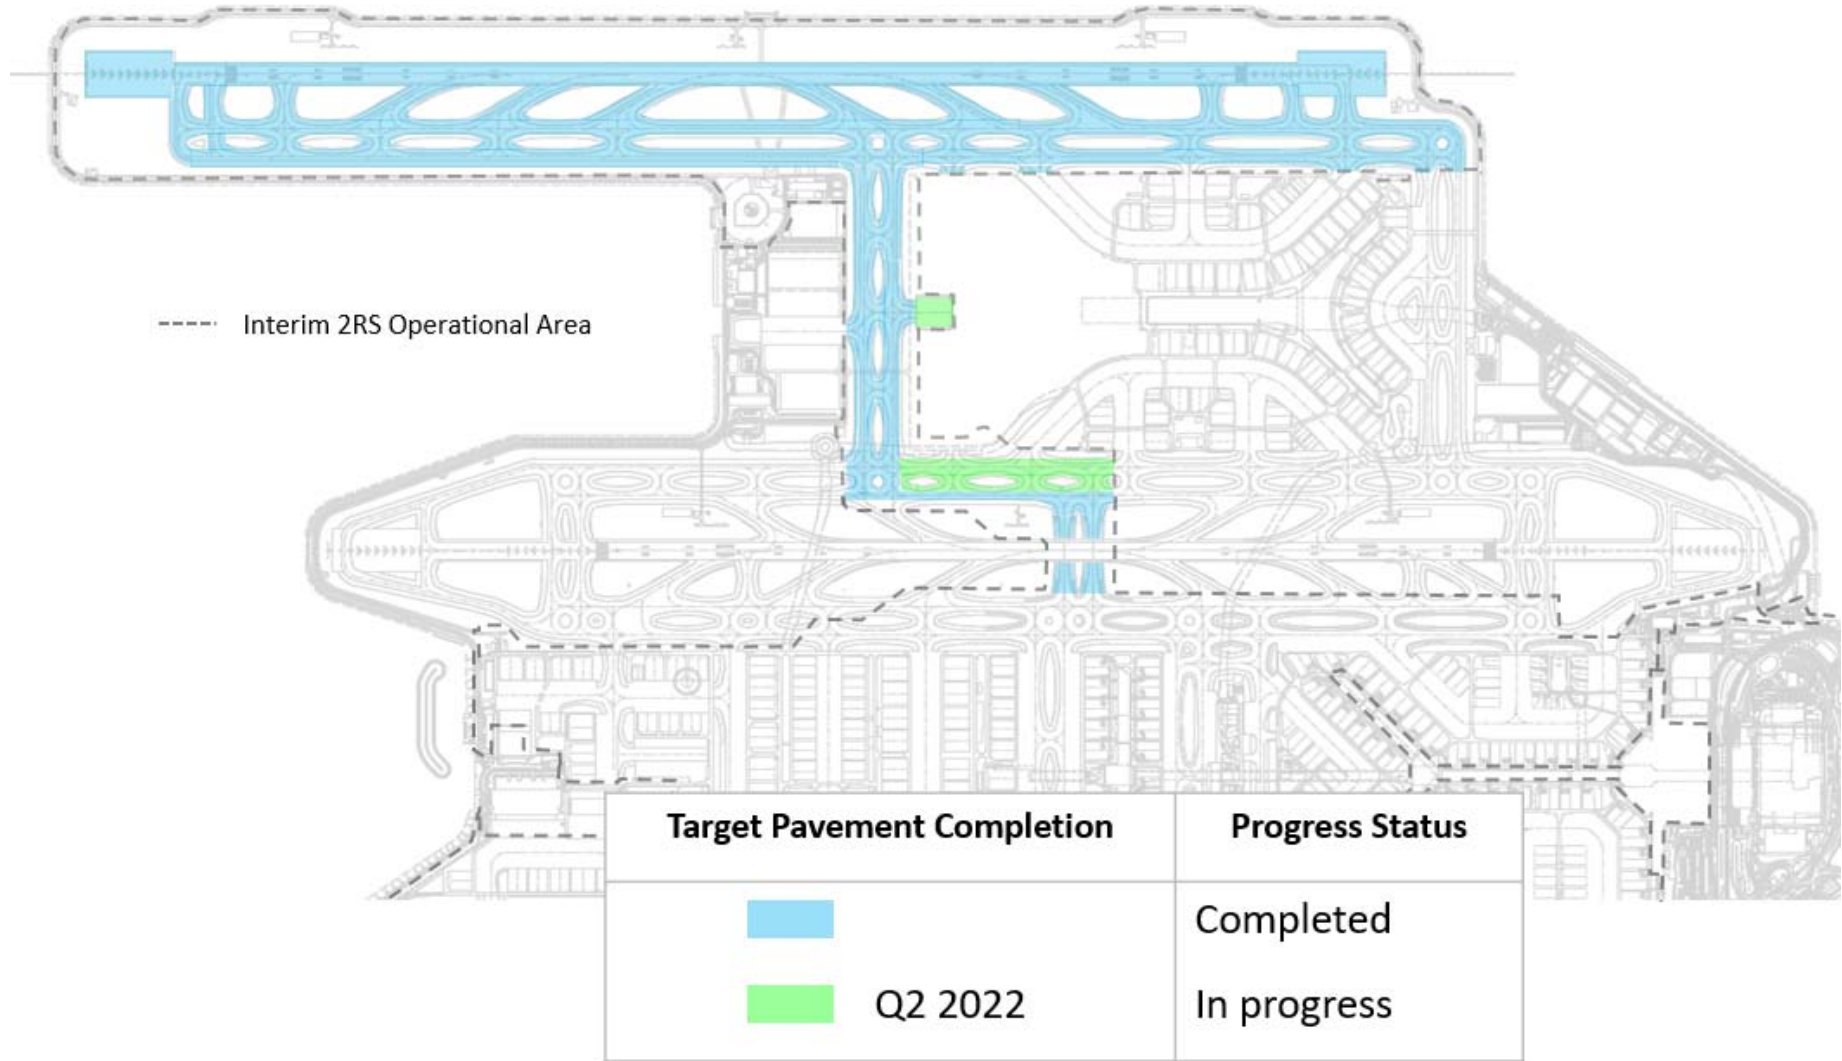 Interim 2RS Operational Area
Target Pavement Completion
Progress Status
Completed
Q2 2022
In progress